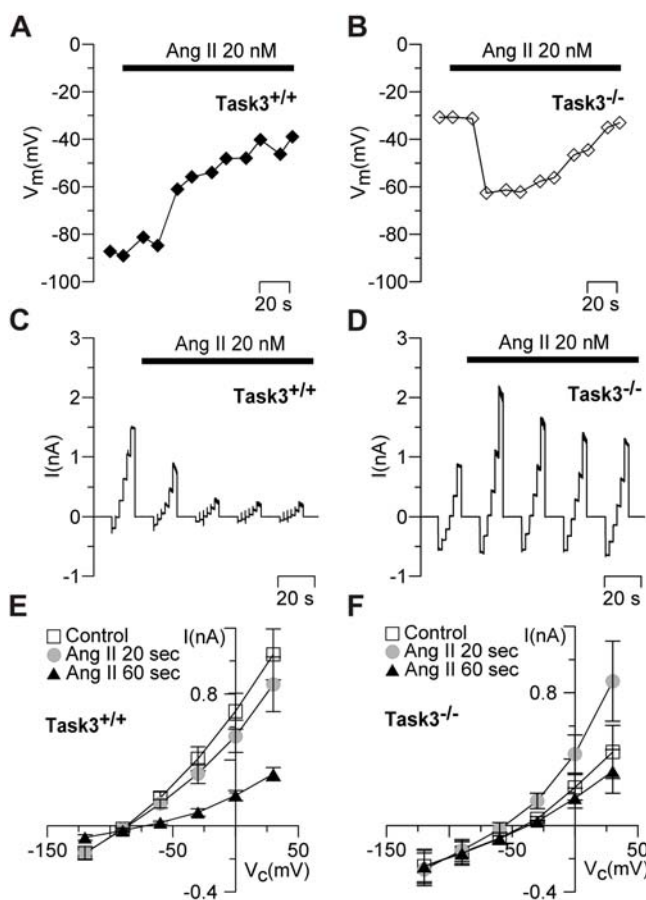 A
Ang II 20 nM
Task3+/+
Vm(mV)
0
-20
-40
-60
-80
-100
20 s
B
Ang II 20 nM
Task3-/-
Vm(mV)
0
-20
-40
-60
-80
-100
20 s
C
Ang II 20 nM
Task3+/+
I(nA)
3
2
1
0
-1
20 s
D
Ang II 20 nM
Task3-/-
I(nA)
3
2
1
0
-1
20 s
E
Control
Ang II 20 sec
Ang II 60 sec
I(nA)
0.8
Task3+/+
-150
-50
50
Vc(mV)
-0.4
F
Control
Ang II 20 sec
Ang II 60 sec
I(nA)
0.8
Task3-/-
-150
-50
50
Vc(mV)
-0.4